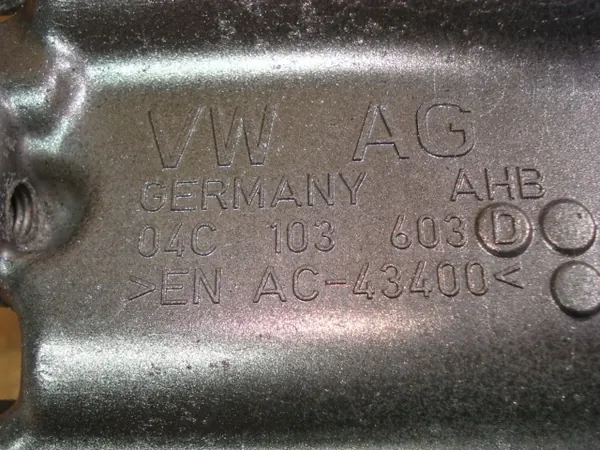 VW AG
GERMANY AHB
04C 103 603 D
>EN AC-43400<